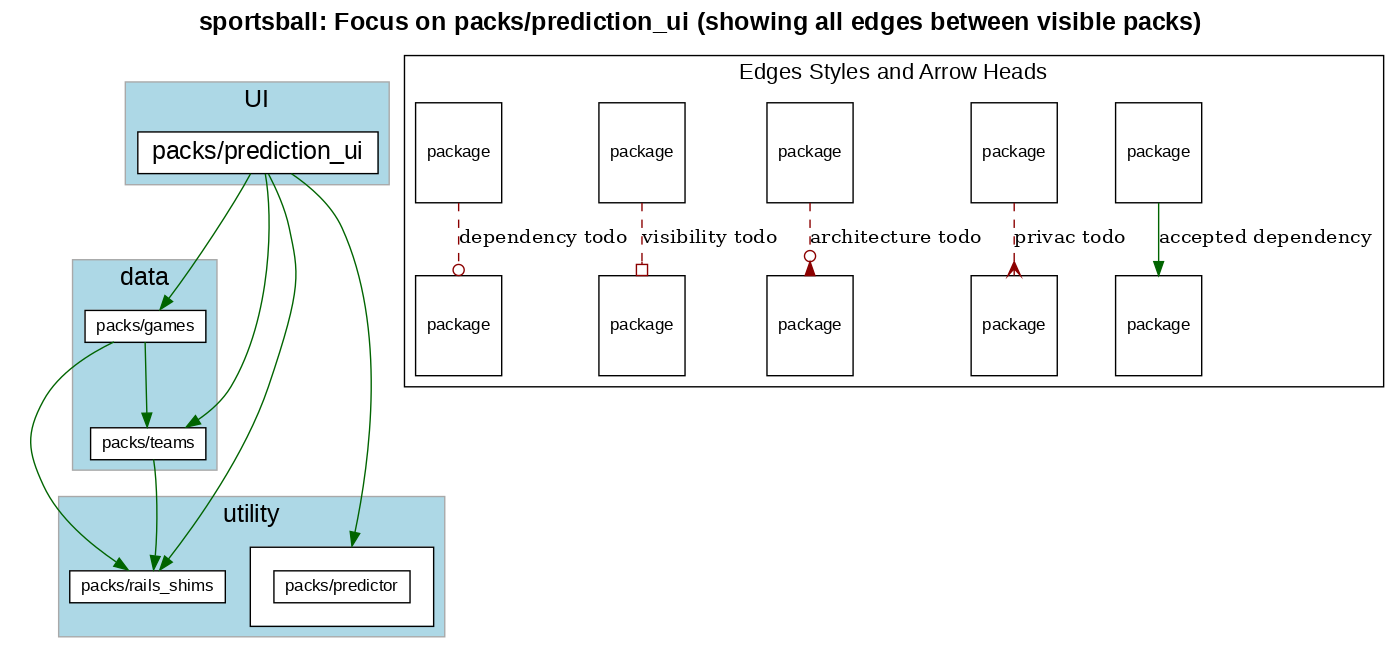 sportsball: Focus on packs/prediction_ui (showing all edges between visible packs)
UI
packs/prediction_ui
data
packs/games
packs/teams
utility
packs/rails_shims
packs/predictor
Edges Styles and Arrow Heads
package
package
package
package
package
dependency todo
visibility todo
architecture todo
privac todo
accepted dependency
package
package
package
package
package